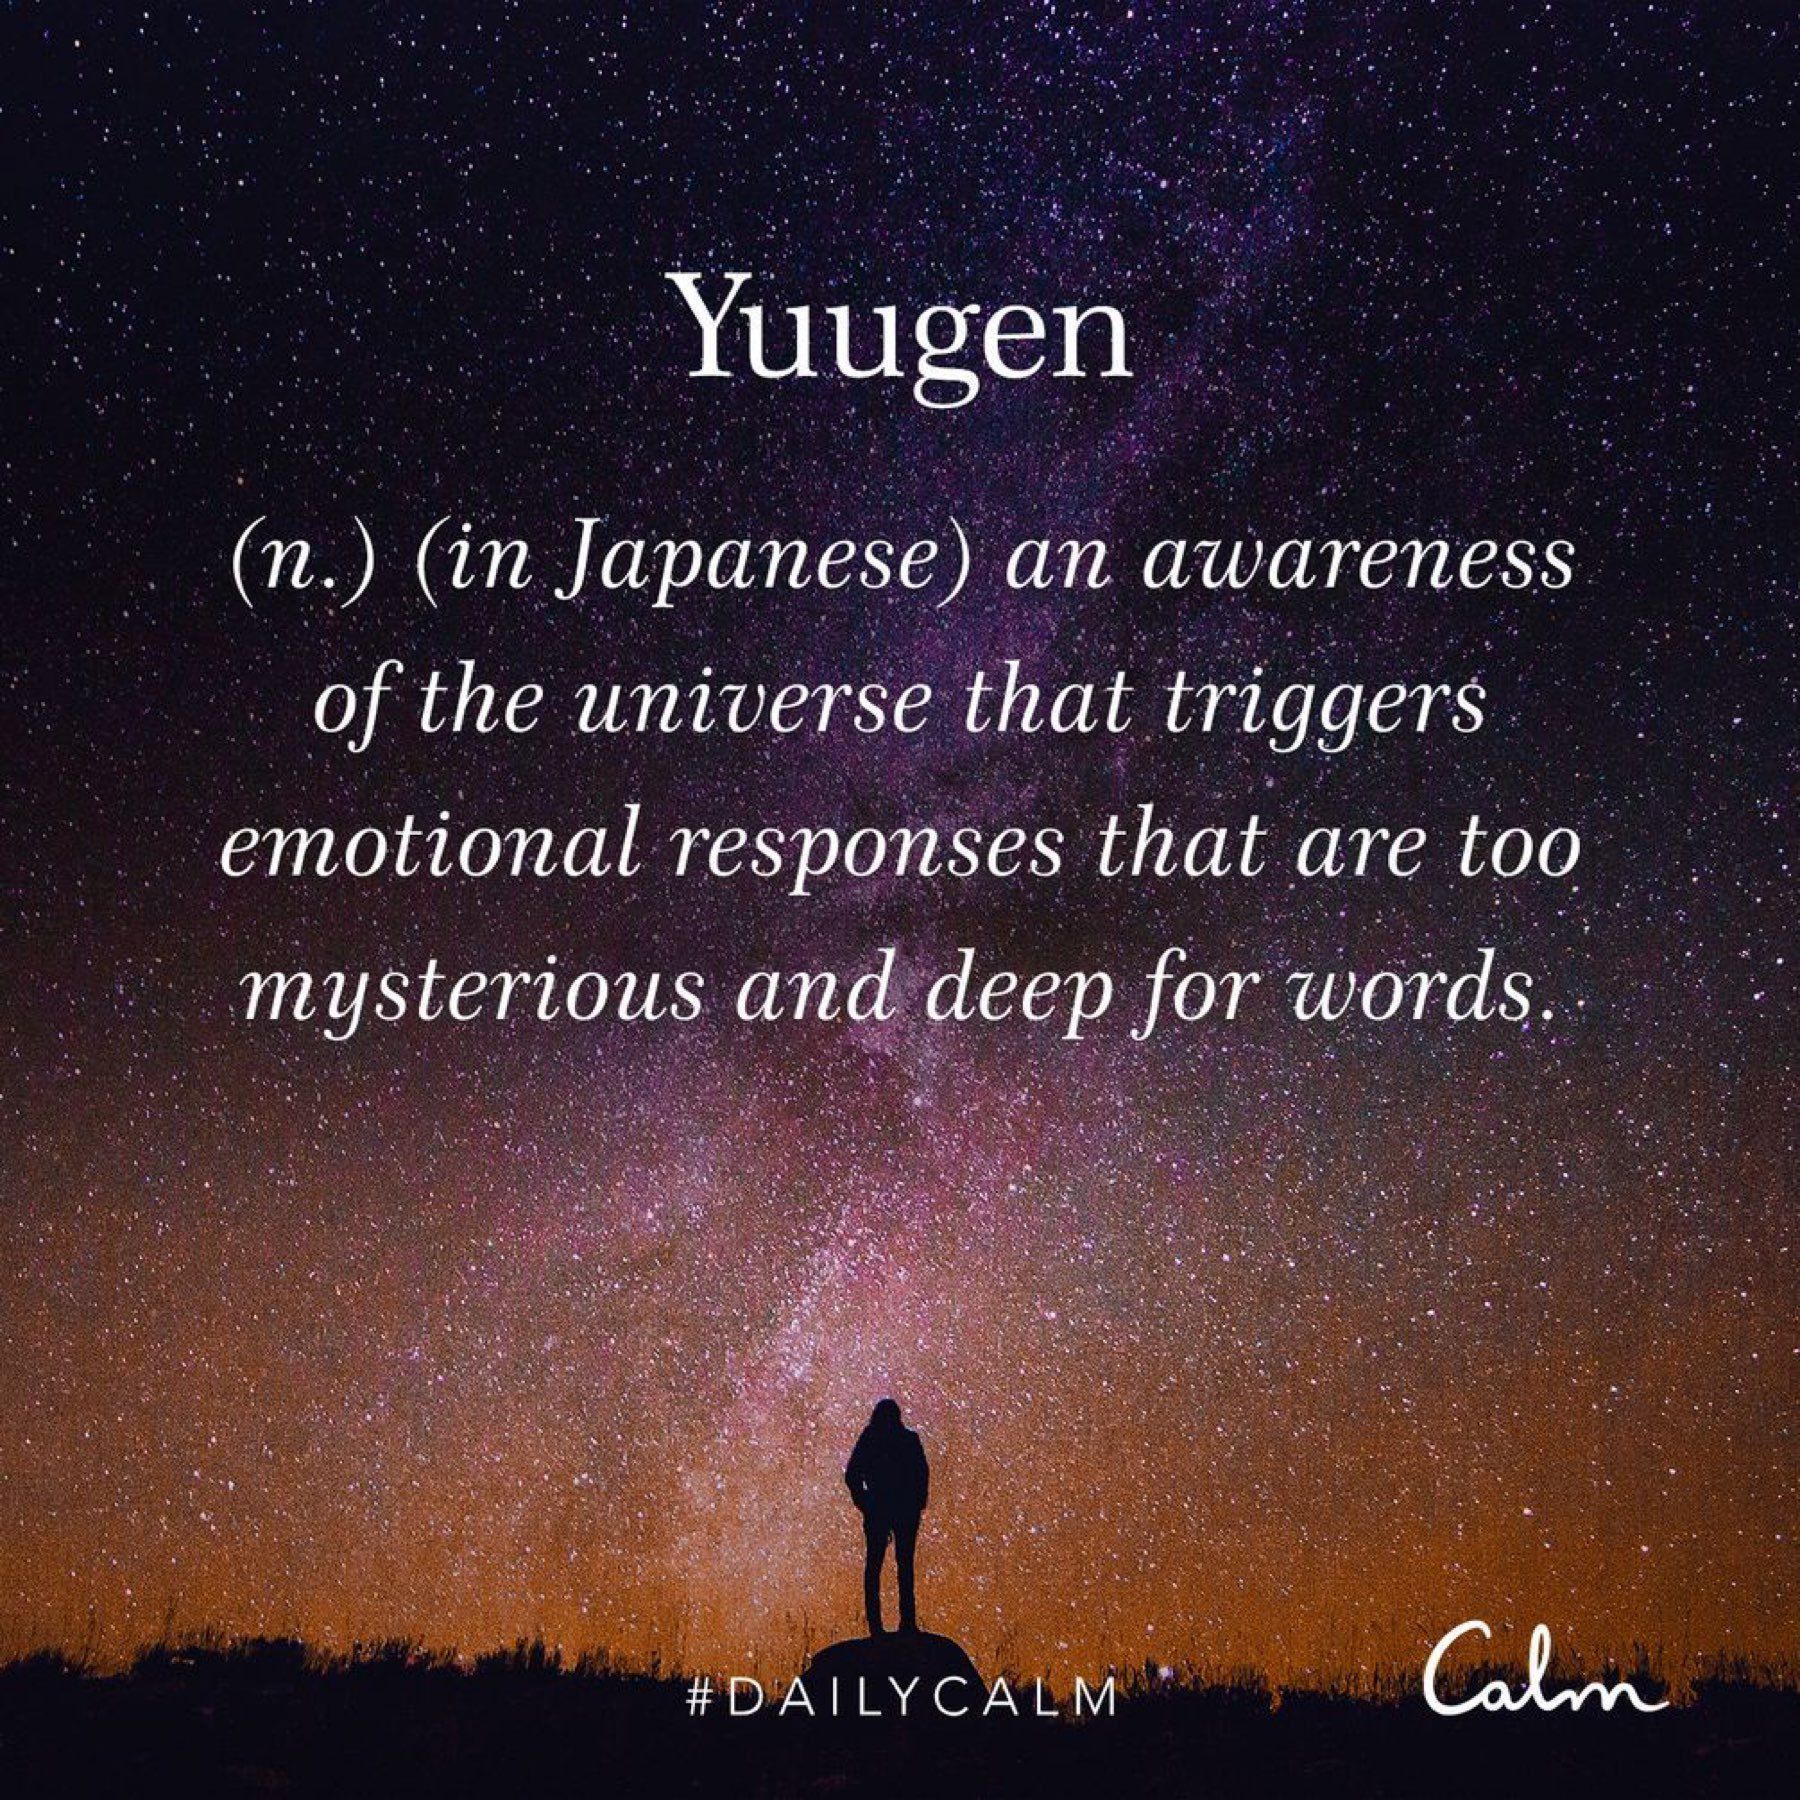 Yuugen
(n.) (in Japanese) an awareness
of the universe that triggers
emotional responses that are too
mysterious and deep for words.
#DAILYCALM
Calm